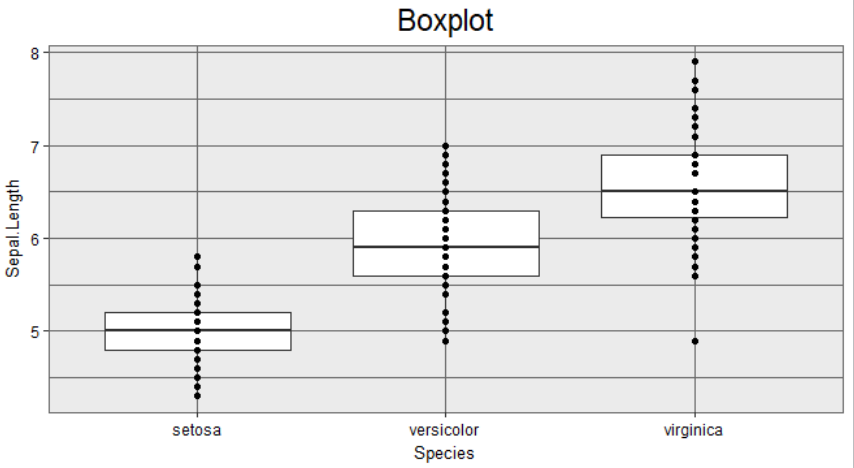 Boxplot
8
7
6
5
Sepal.Length
setosa versicolor virginica
Species